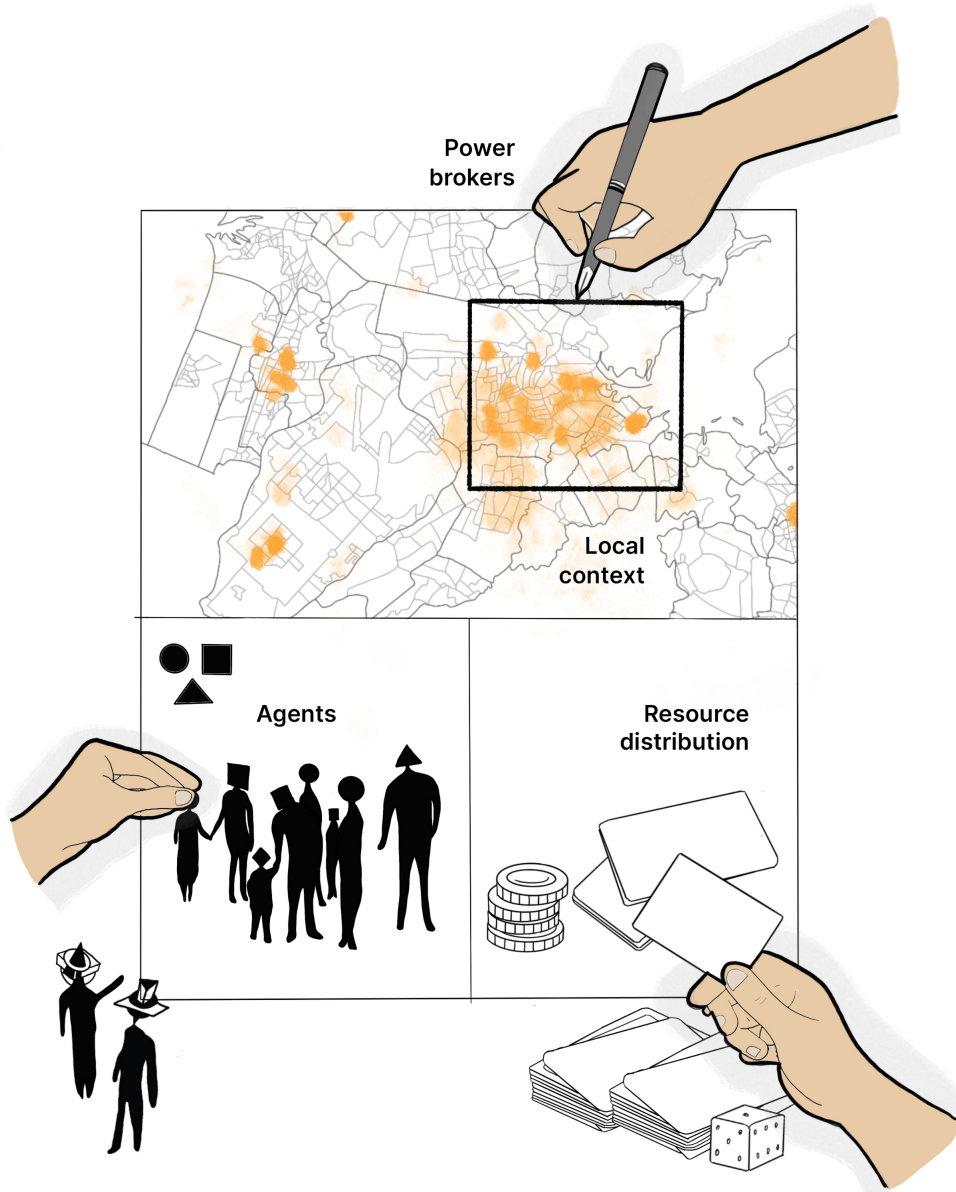 Power
brokers
Local
context
Agents
Resource
distribution